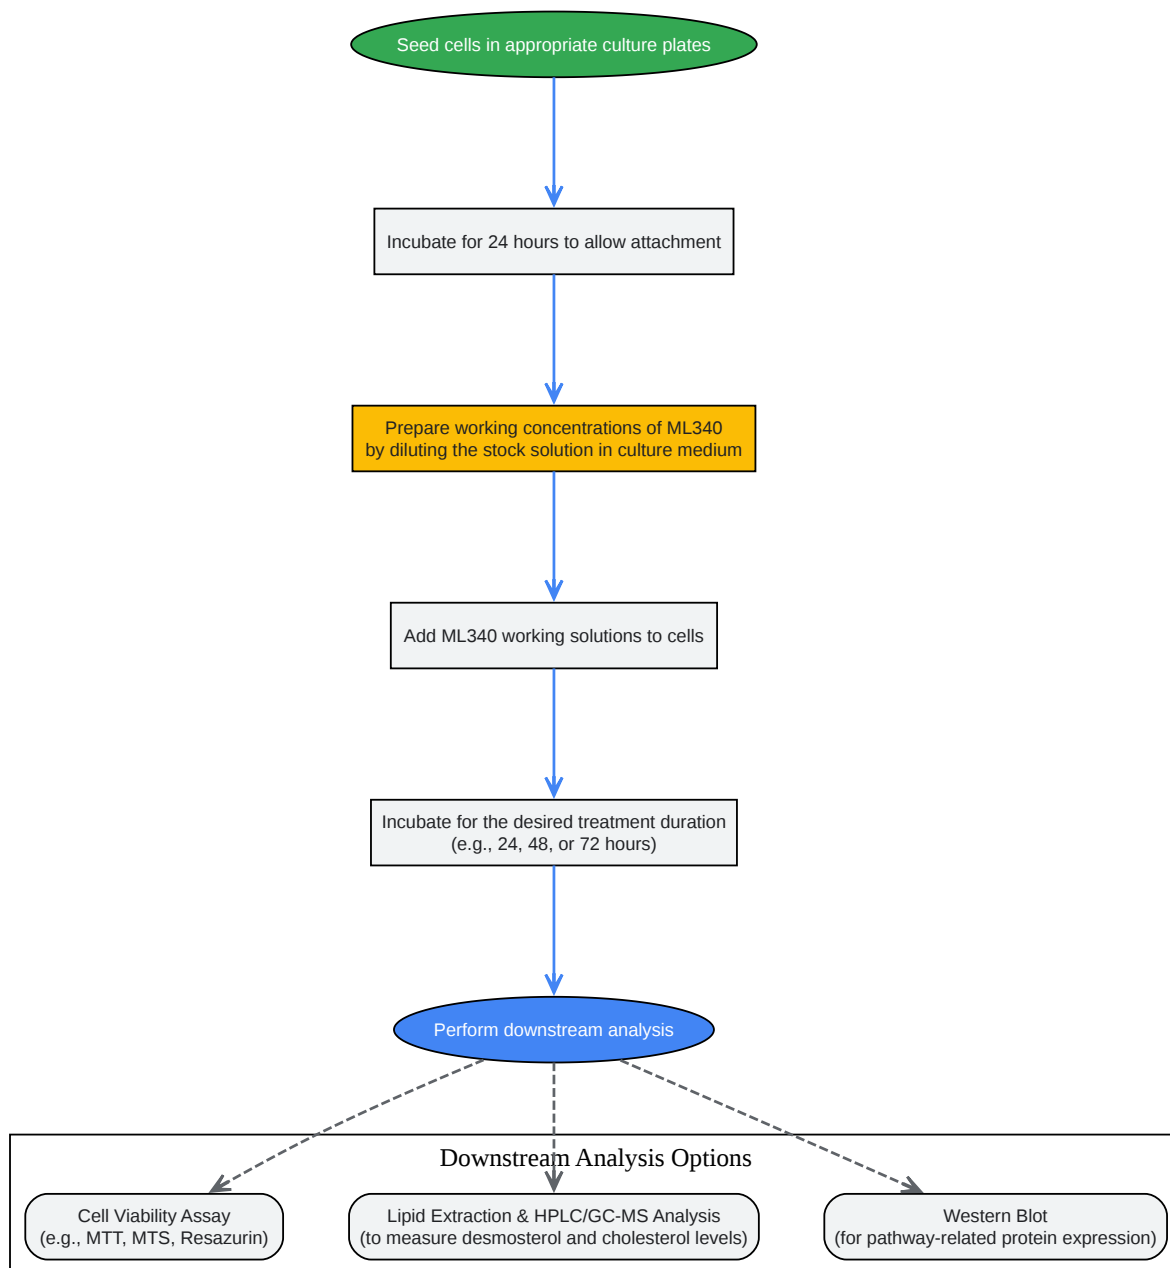 Seed cells in appropriate culture plates
Incubate for 24 hours to allow attachment
Prepare working concentrations of ML340
by diluting the stock solution in culture medium
Add ML340 working solutions to cells
Incubate for the desired treatment duration
(e.g., 24, 48, or 72 hours)
Perform downstream analysis
Downstream Analysis Options
Cell Viability Assay
(e.g., MTT, MTS, Resazurin)
Lipid Extraction & HPLC/GC-MS Analysis
(to measure desmosterol and cholesterol levels)
Western Blot
(for pathway-related protein expression)